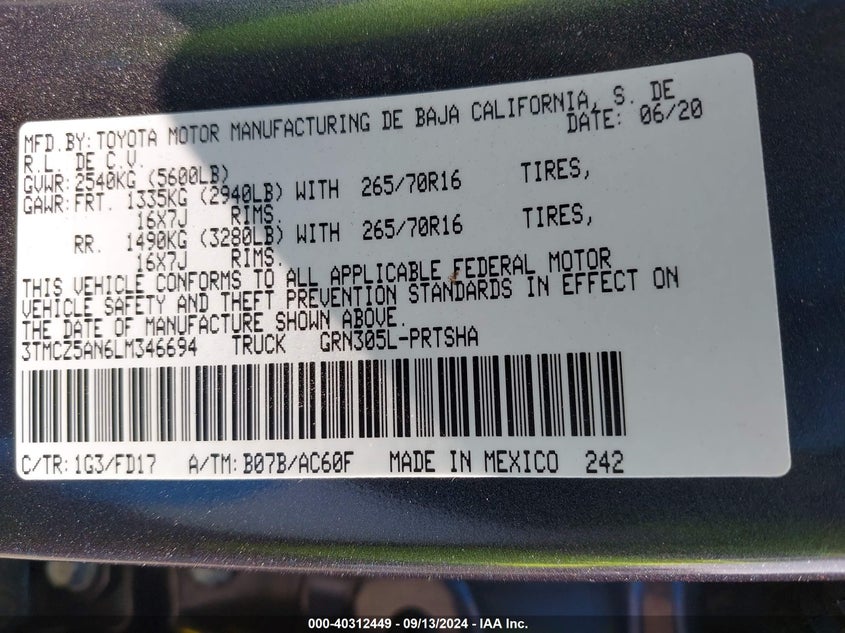 MFD.BY:TOYOTA MOTOR MANUFACTURING DE BAJA CALIFORNIA, S. DE
R.L. DE C.V. DATE: 06/20
GVWR:2540KG (5600LB)
GAWR:FRT. 1335KG (2940LB) WITH 265/70R16 TIRES,
16X7J RIMS.
RR. 1490KG (3280LB) WITH 265/70R16 TIRES,
16X7J RIMS.
THIS VEHICLE CONFORMS TO ALL APPLICABLE FEDERAL MOTOR
VEHICLE SAFETY AND THEFT PREVENTION STANDARDS IN EFFECT ON
THE DATE OF MANUFACTURE SHOWN ABOVE.
3TMCZ5AN6LM346694 TRUCK GRN305L-PRTSHA
C/TR: 1G3/FD17 A/TM: B07B/AC60F MADE IN MEXICO 242
000-40312449 - 09/13/2024 - IAA Inc.